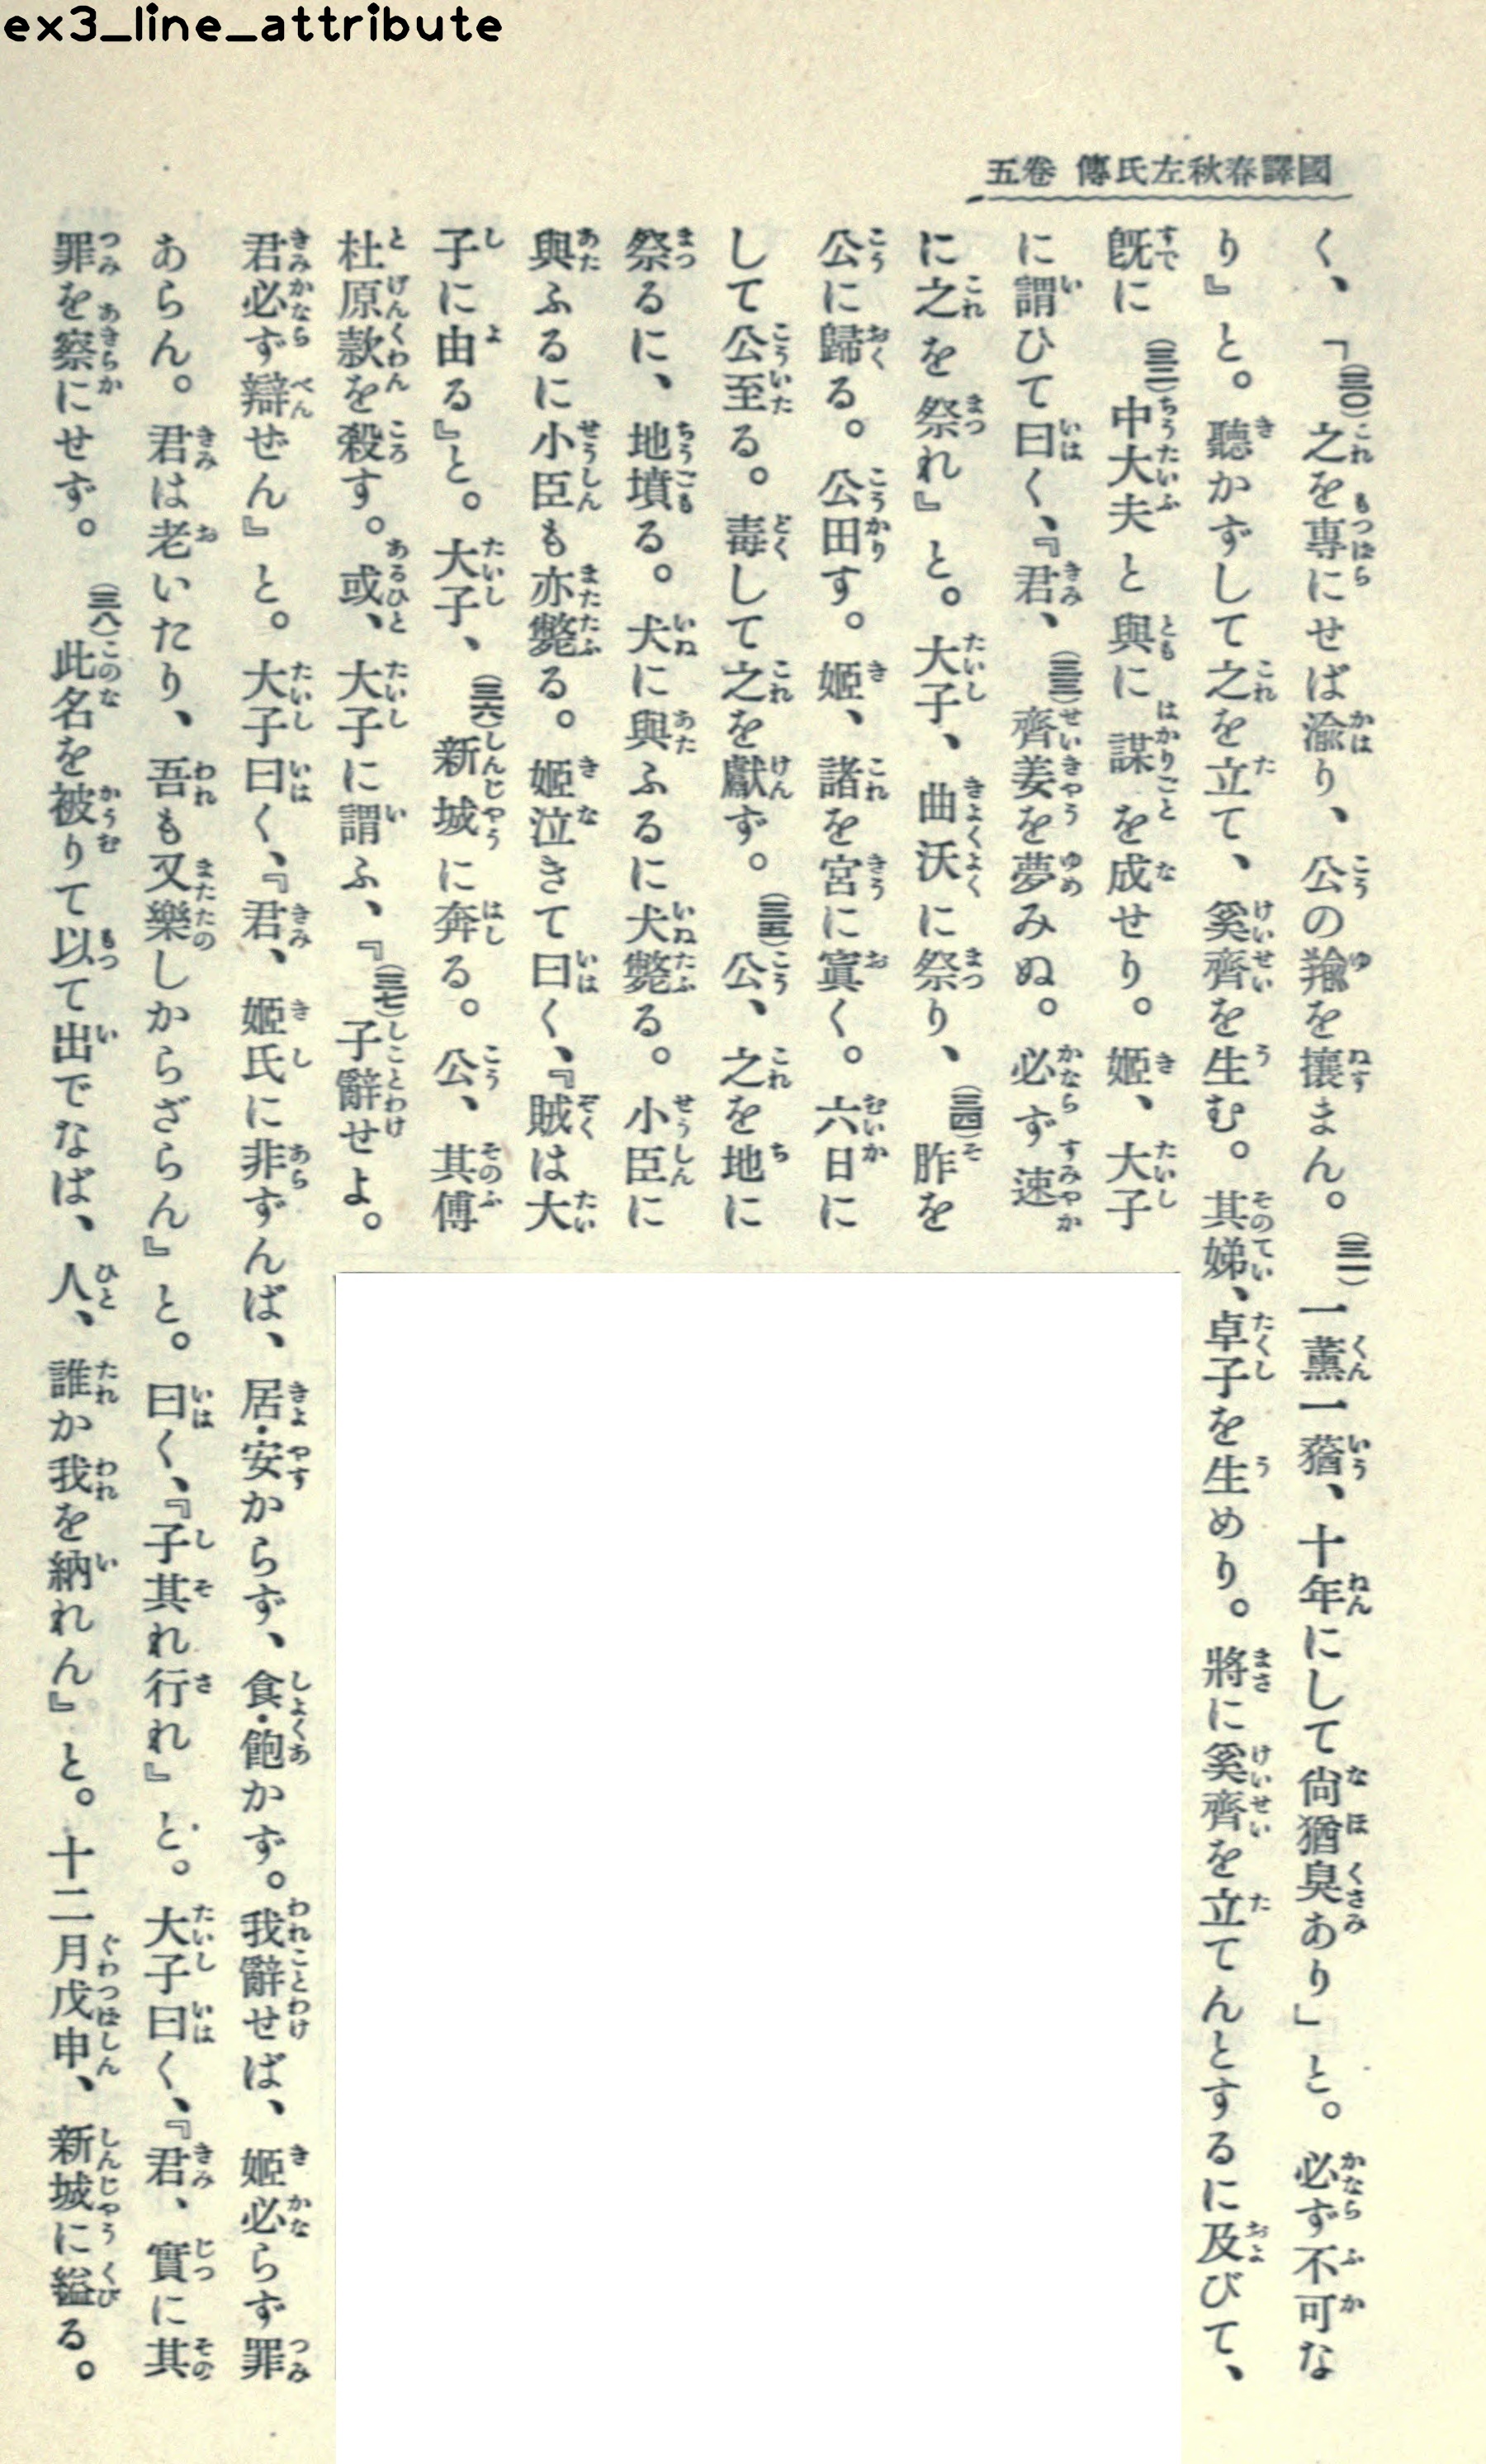 ex3_line_attribute
國譯春秋左氏傳 卷五
く、「(三〇)之を專にせば渝り、公の羭を攘まん。(三一)一薰一蕕、十年にして尙猶臭あり」と。必ず不可な
り』と。聽かずして之を立て、奚齊を生む。其娣、卓子を生めり。將に奚齊を立てんとするに及びて、
旣に(三二)中大夫と與に謀を成せり。姬、大子
に謂ひて曰く、『君、(三三)齊姜を夢みぬ。必ず速
に之を祭れ』と。大子、曲沃に祭り、(三四)胙を
公に歸る。公田す。姬、諸を宮に寘く。六日に
して公至る。毒して之を獻ず。(三五)公、之を地に
祭るに、地墳る。犬に與ふるに犬斃る。小臣に
與ふるに小臣も亦斃る。姬泣きて曰く、『賊は大
子に由る』と。大子、(三六)新城に奔る。公、其傅
杜原款を殺す。或、大子に謂ふ、『(三七)子辭せよ。
君必ず辯ぜん』と。大子曰く、『君、姬氏に非ずんば、居・安からず、食・飽かず。我辭せば、姬必らず罪
あらん。君は老いたり、吾も又樂しからざらん』と。曰く、『子其れ行れ』と。大子曰く、『君、實に其
罪を察にせず。(三八)此名を被りて以て出でなば、人、誰か我を納れん』と。十二月戊申、新城に縊る。